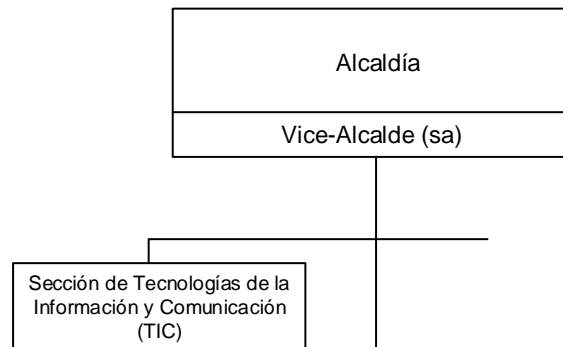 Alcaldía
Vice-Alcalde (sa)
Sección de Tecnologías de la
Información y Comunicación
(TIC)